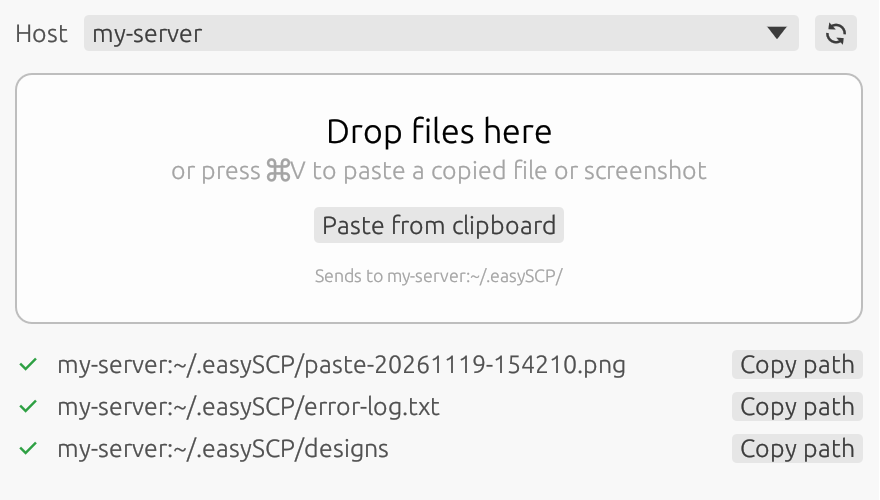 Host my-server
Drop files here
or press ⌘V to paste a copied file or screenshot
Paste from clipboard
Sends to my-server:~/.easySCP/
my-server:~/.easySCP/paste-20261119-154210.png Copy path
my-server:~/.easySCP/error-log.txt Copy path
my-server:~/.easySCP/designs Copy path